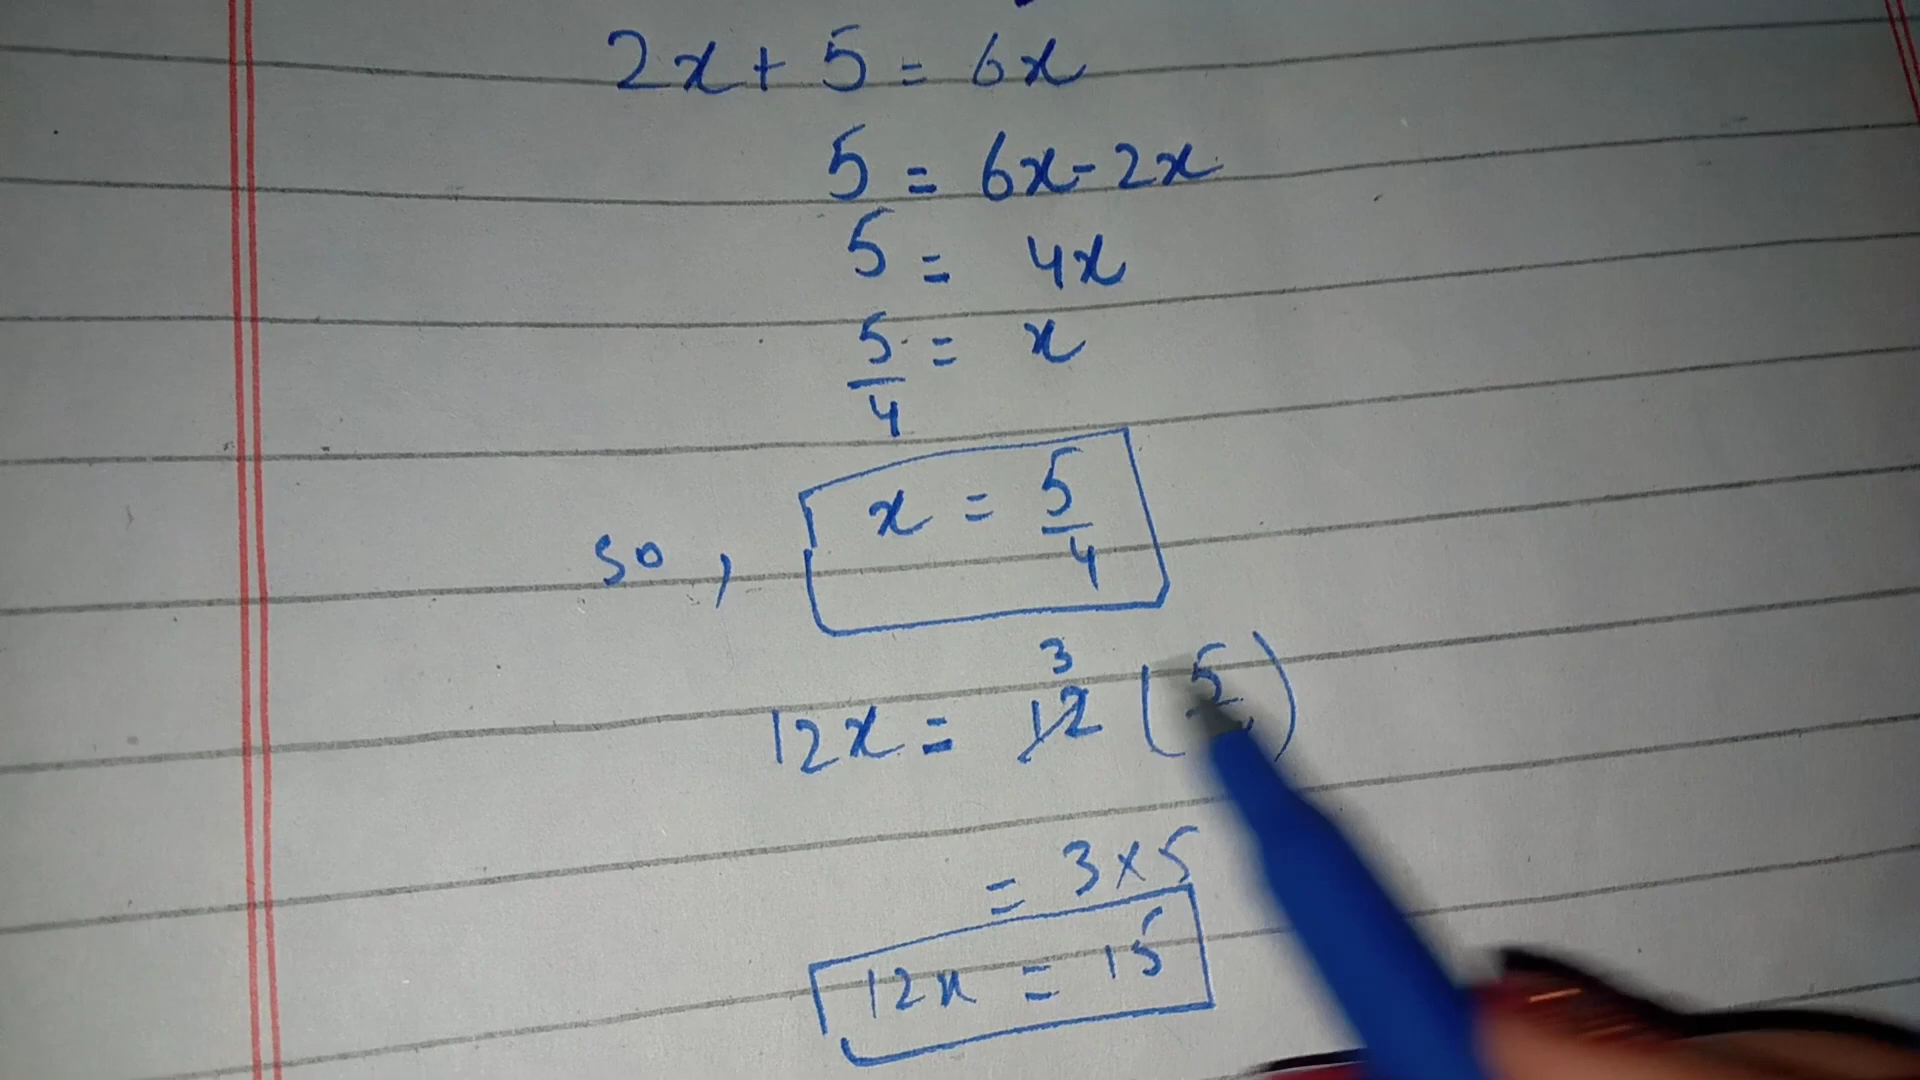 2x + 5 = 6x
5 = 6x - 2x
5 = 4x
5/4 = x
so, x = 5/4
3
12x = 12 (5/
= 3 x 5
12x = 15